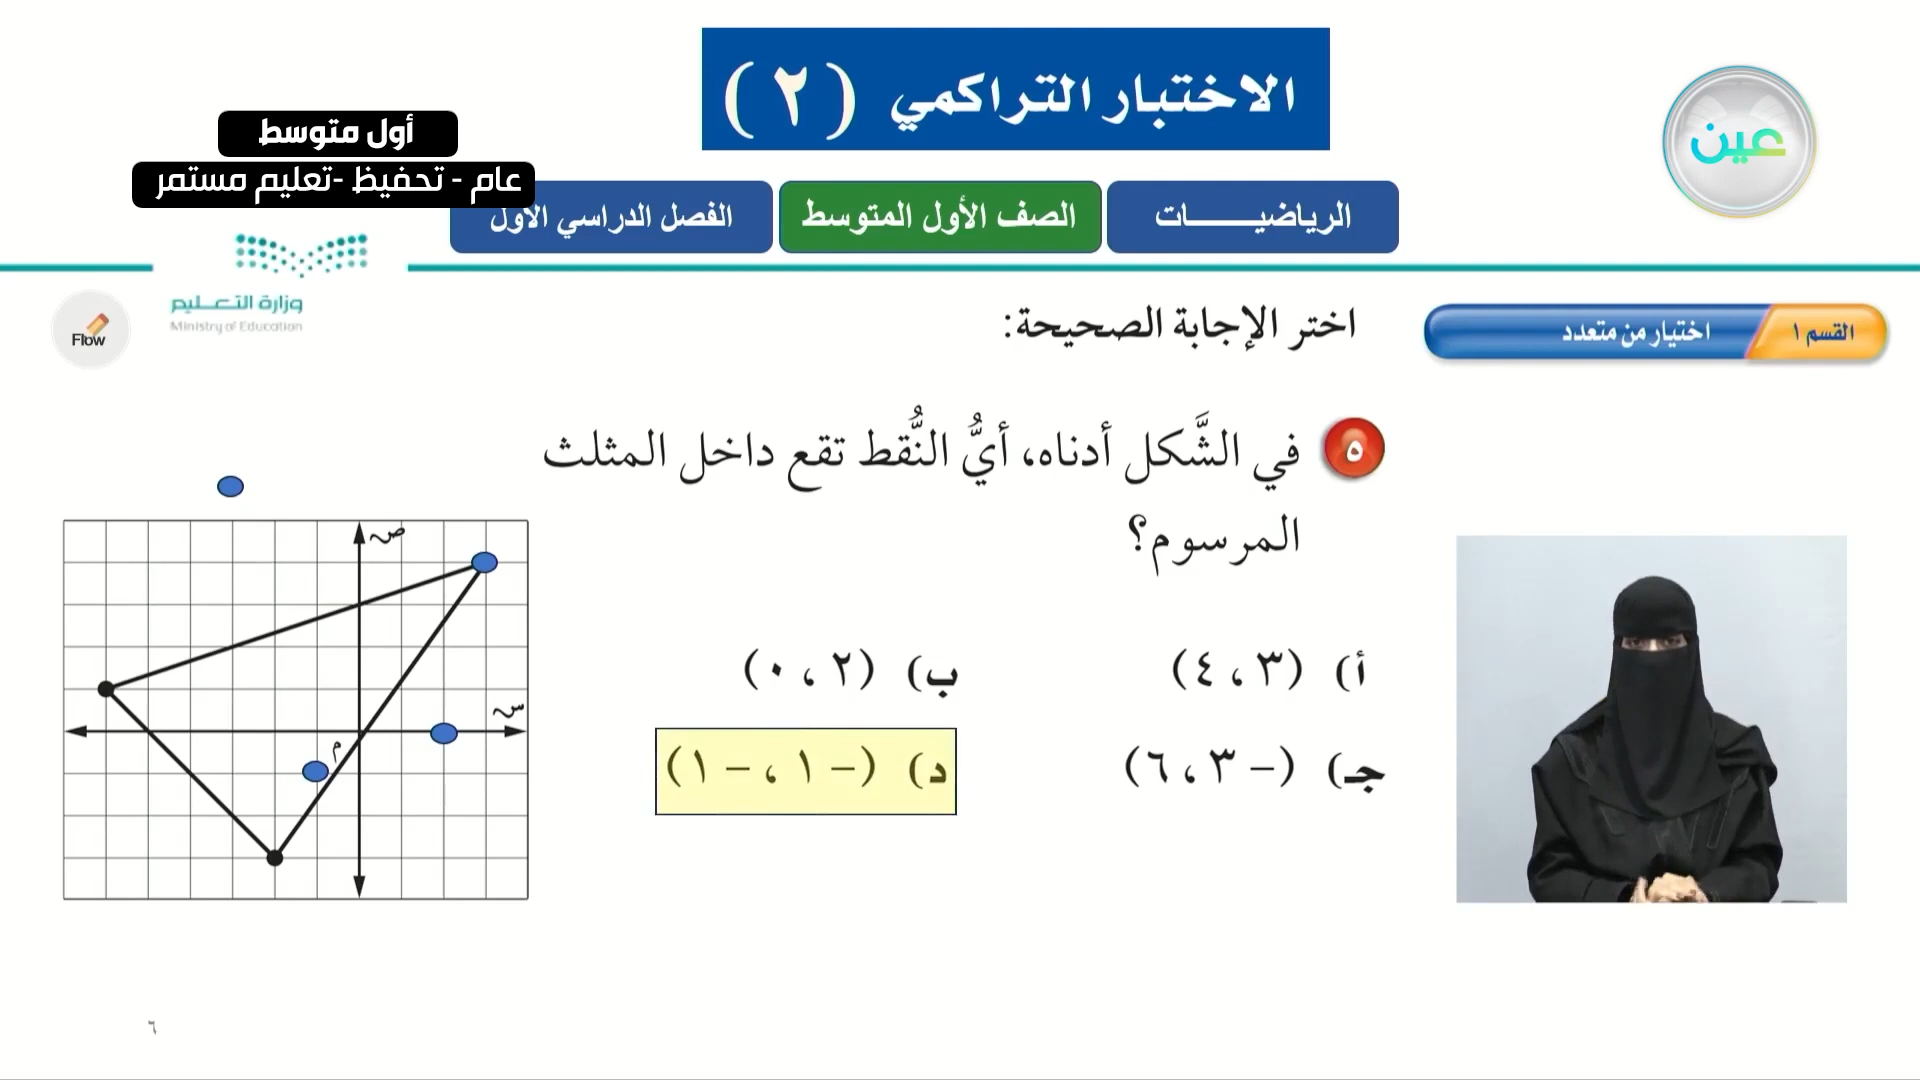 الاختبار التراكمي (٢)
عين
أول متوسط
عام - تحفيظ -تعليم مستمر
الرياضيـــــــات
الصف الأول المتوسط
الفصل الدراسي الأول
وزارة التعـليم
Ministry of Education
Flow
القسم ١
اختيار من متعدد
اختر الإجابة الصحيحة:
٥ في الشَّكل أدناه، أيُّ النُّقط تقع داخل المثلث
المرسوم؟
أ) (٣ ، ٤)
ب) (٢ ، ٠)
جـ) (– ٣ ، ٦)
د) (– ١ ، – ١)
ص
س
م
٦